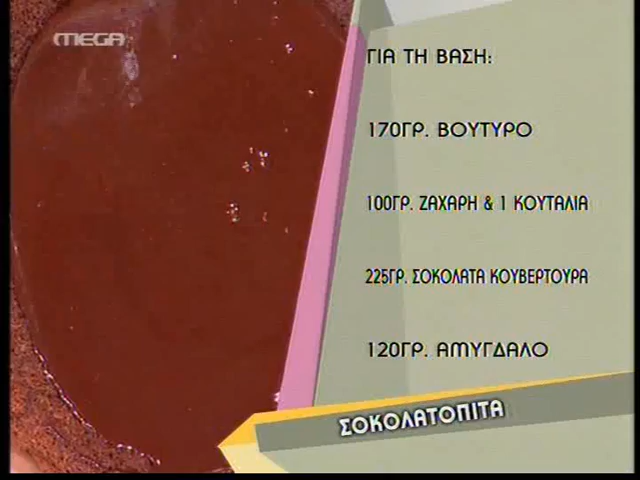 MEGA
ΓΙΑ ΤΗ ΒΑΣΗ:
170ΓΡ. ΒΟΥΤΥΡΟ
100ΓΡ. ΖΑΧΑΡΗ & 1 ΚΟΥΤΑΛΙΑ
225ΓΡ. ΣΟΚΟΛΑΤΑ ΚΟΥΒΕΡΤΟΥΡΑ
120ΓΡ. ΑΜΥΓΔΑΛΟ
ΣΟΚΟΛΑΤΟΠΙΤΑ